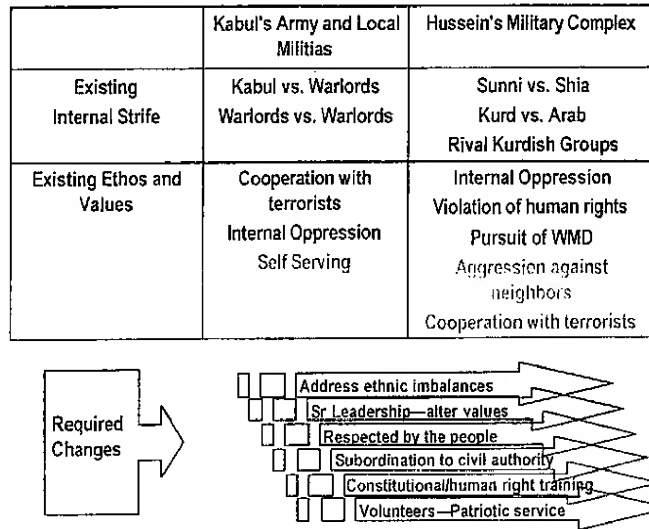 Kabul's Army and Local
Militias
Hussein's Military Complex
Existing
Internal Strife
Kabul vs. Warlords
Warlords vs. Warlords
Sunni vs. Shia
Kurd vs. Arab
Rival Kurdish Groups
Existing Ethos and
Values
Cooperation with
terrorists
Internal Oppression
Self Serving
Internal Oppression
Violation of human rights
Pursuit of WMD
Aggression against
neighbors
Cooperation with terrorists
Required
Changes
Address ethnic imbalances
Sr Leadership—alter values
Respected by the people
Subordination to civil authority
Constitutional/human right training
Volunteers—Patriotic service